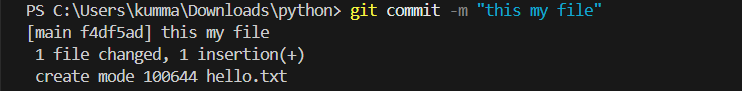 PS C:\Users\kumma\Downloads\python> git commit -m "this my file"
[main f4df5ad] this my file
 1 file changed, 1 insertion(+)
 create mode 100644 hello.txt